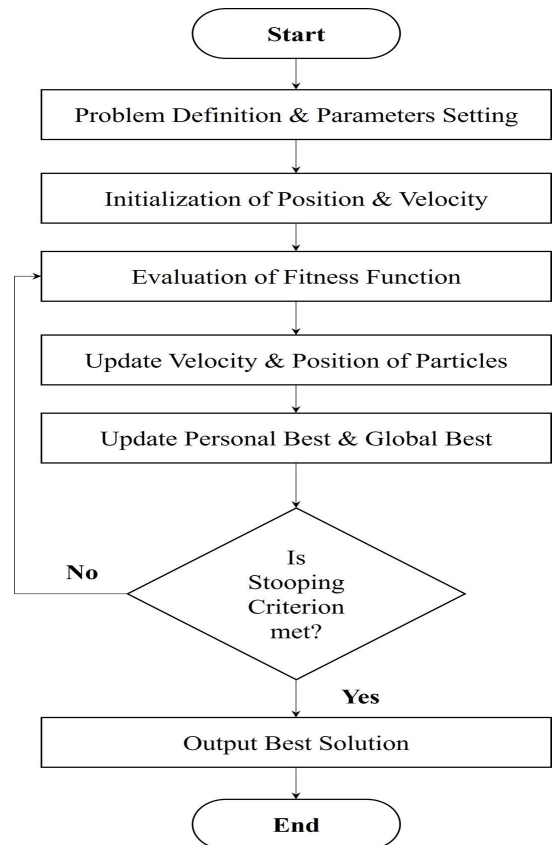 Start
Problem Definition & Parameters Setting
Initialization of Position & Velocity
Evaluation of Fitness Function
Update Velocity & Position of Particles
Update Personal Best & Global Best
Is
Stooping
Criterion
met?
No
Yes
Output Best Solution
End